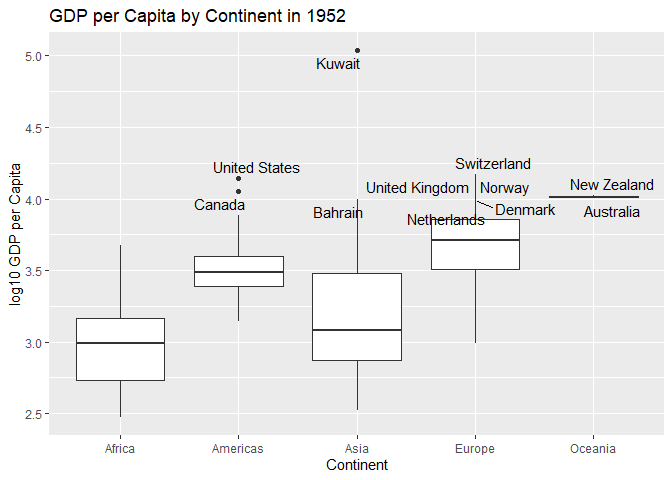 GDP per Capita by Continent in 1952
5.0
4.5
4.0
3.5
3.0
2.5
log10 GDP per Capita
Kuwait
United States
Canada
Bahrain
Switzerland
United Kingdom
Norway
Denmark
Netherlands
New Zealand
Australia
Africa
Americas
Asia
Europe
Oceania
Continent